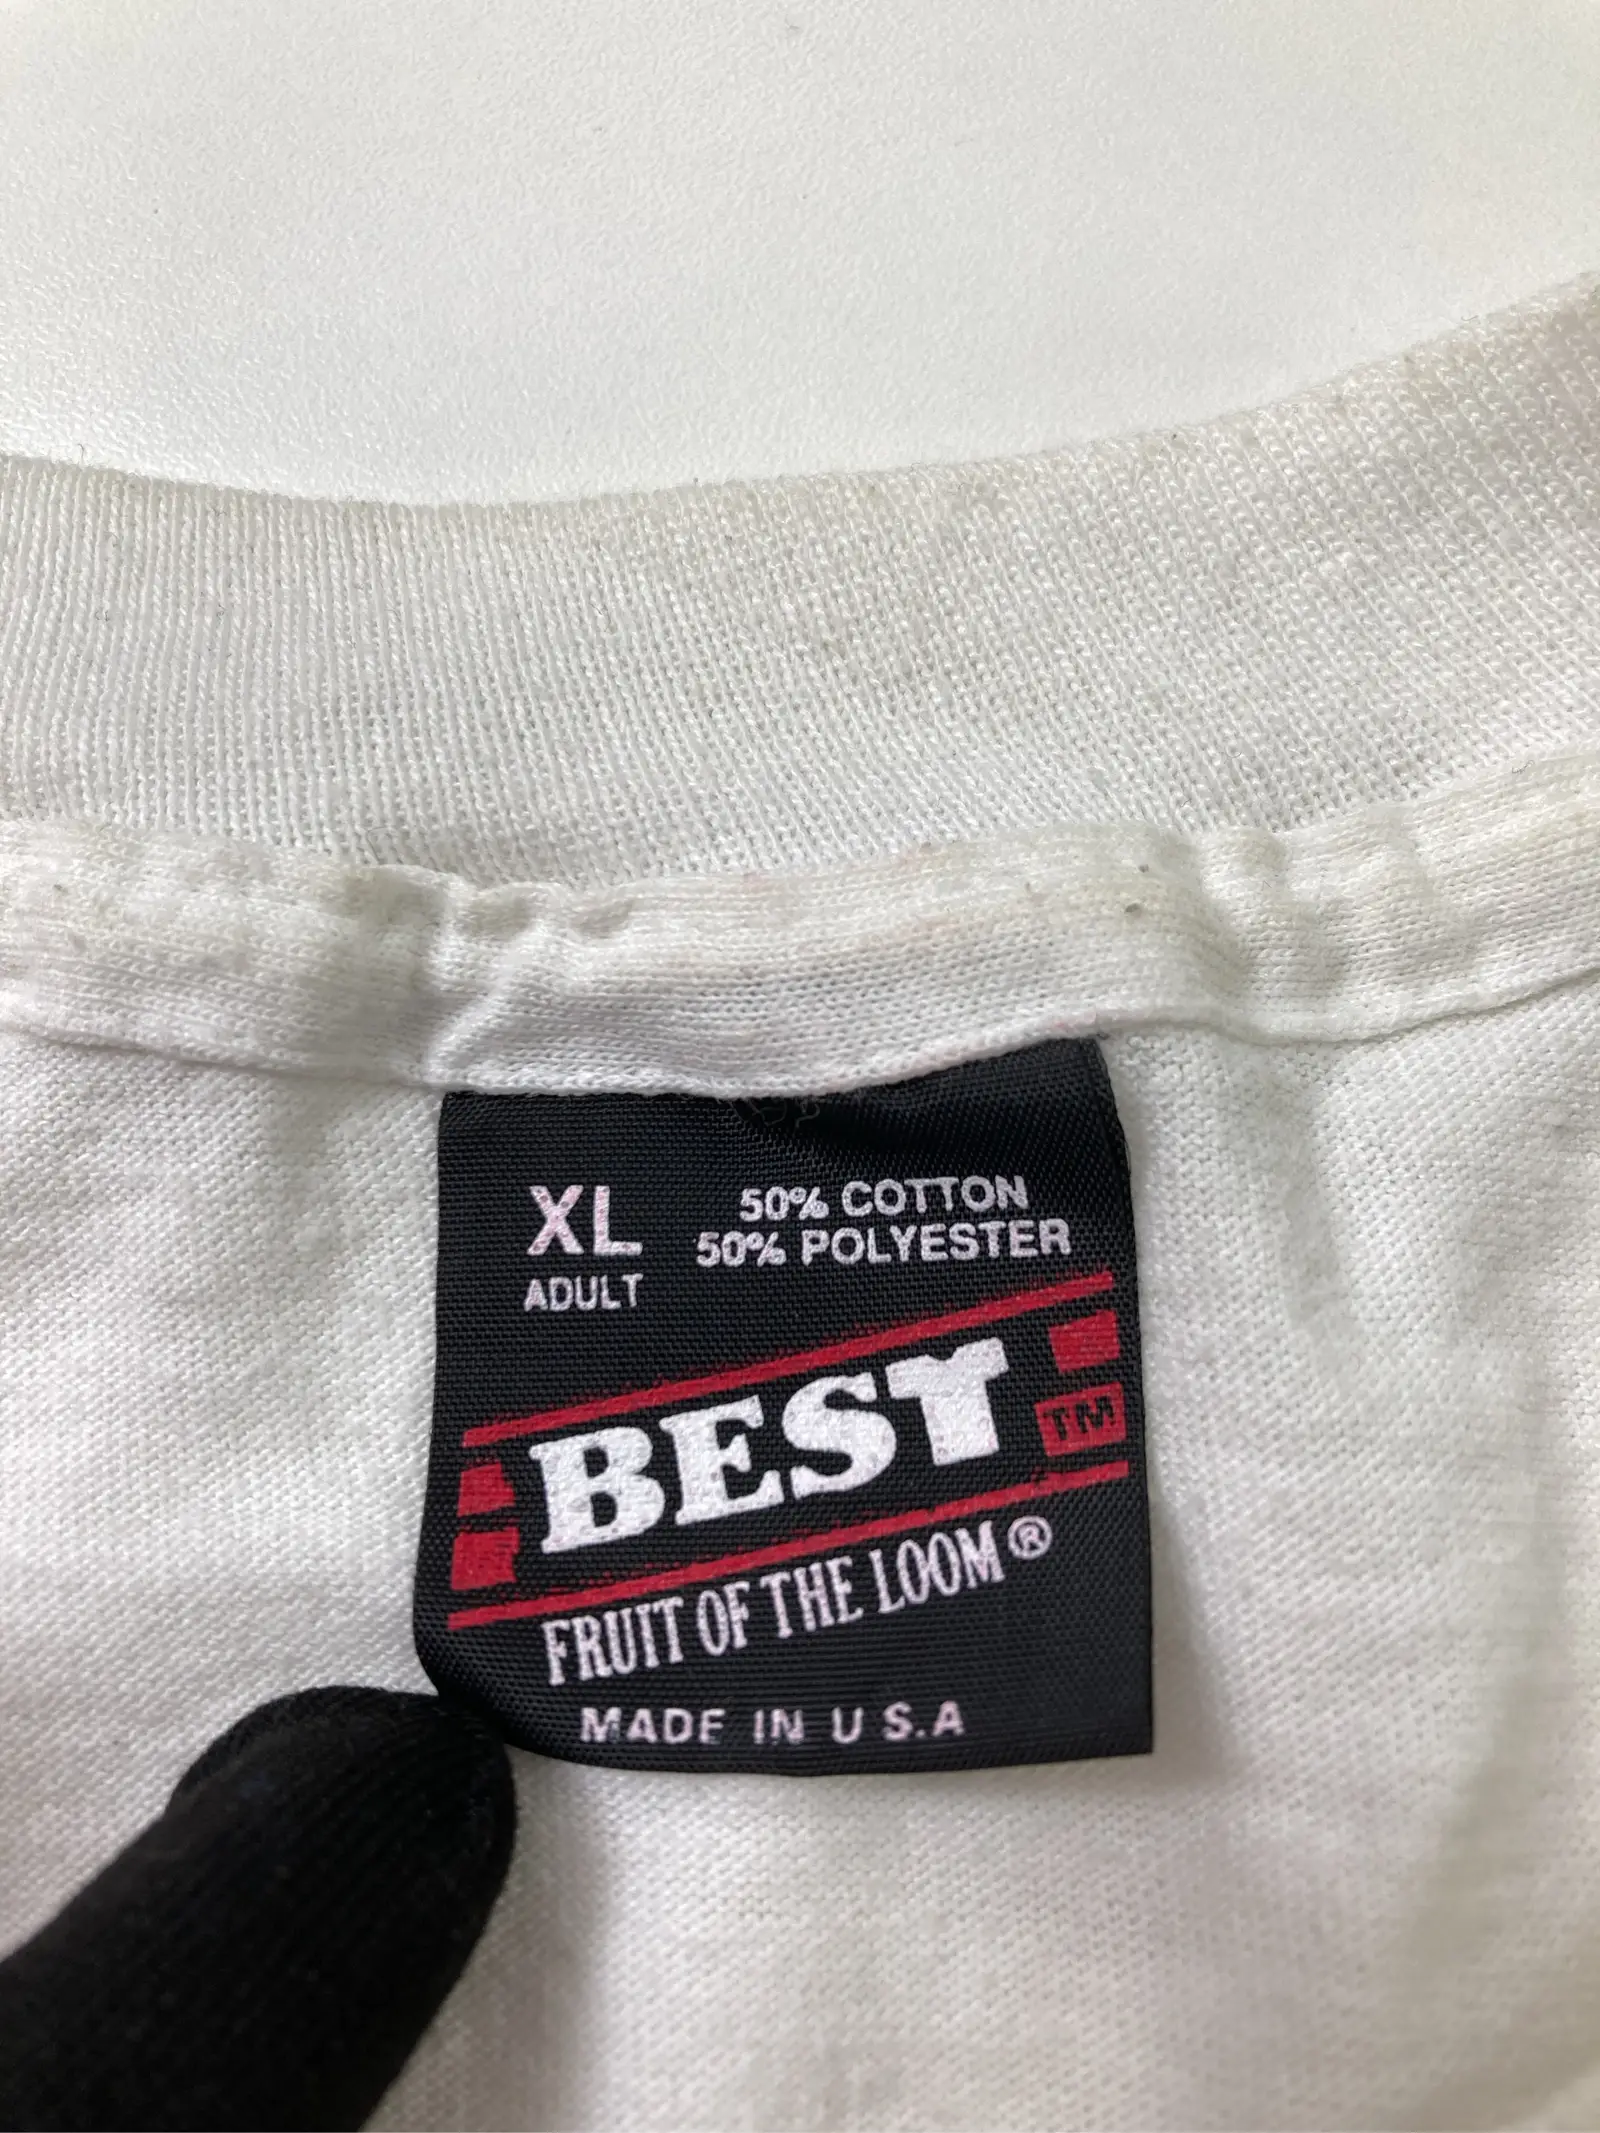 XL
ADULT
50% COTTON
50% POLYESTER
BEST
TM
FRUIT OF THE LOOM®
MADE IN U S.A